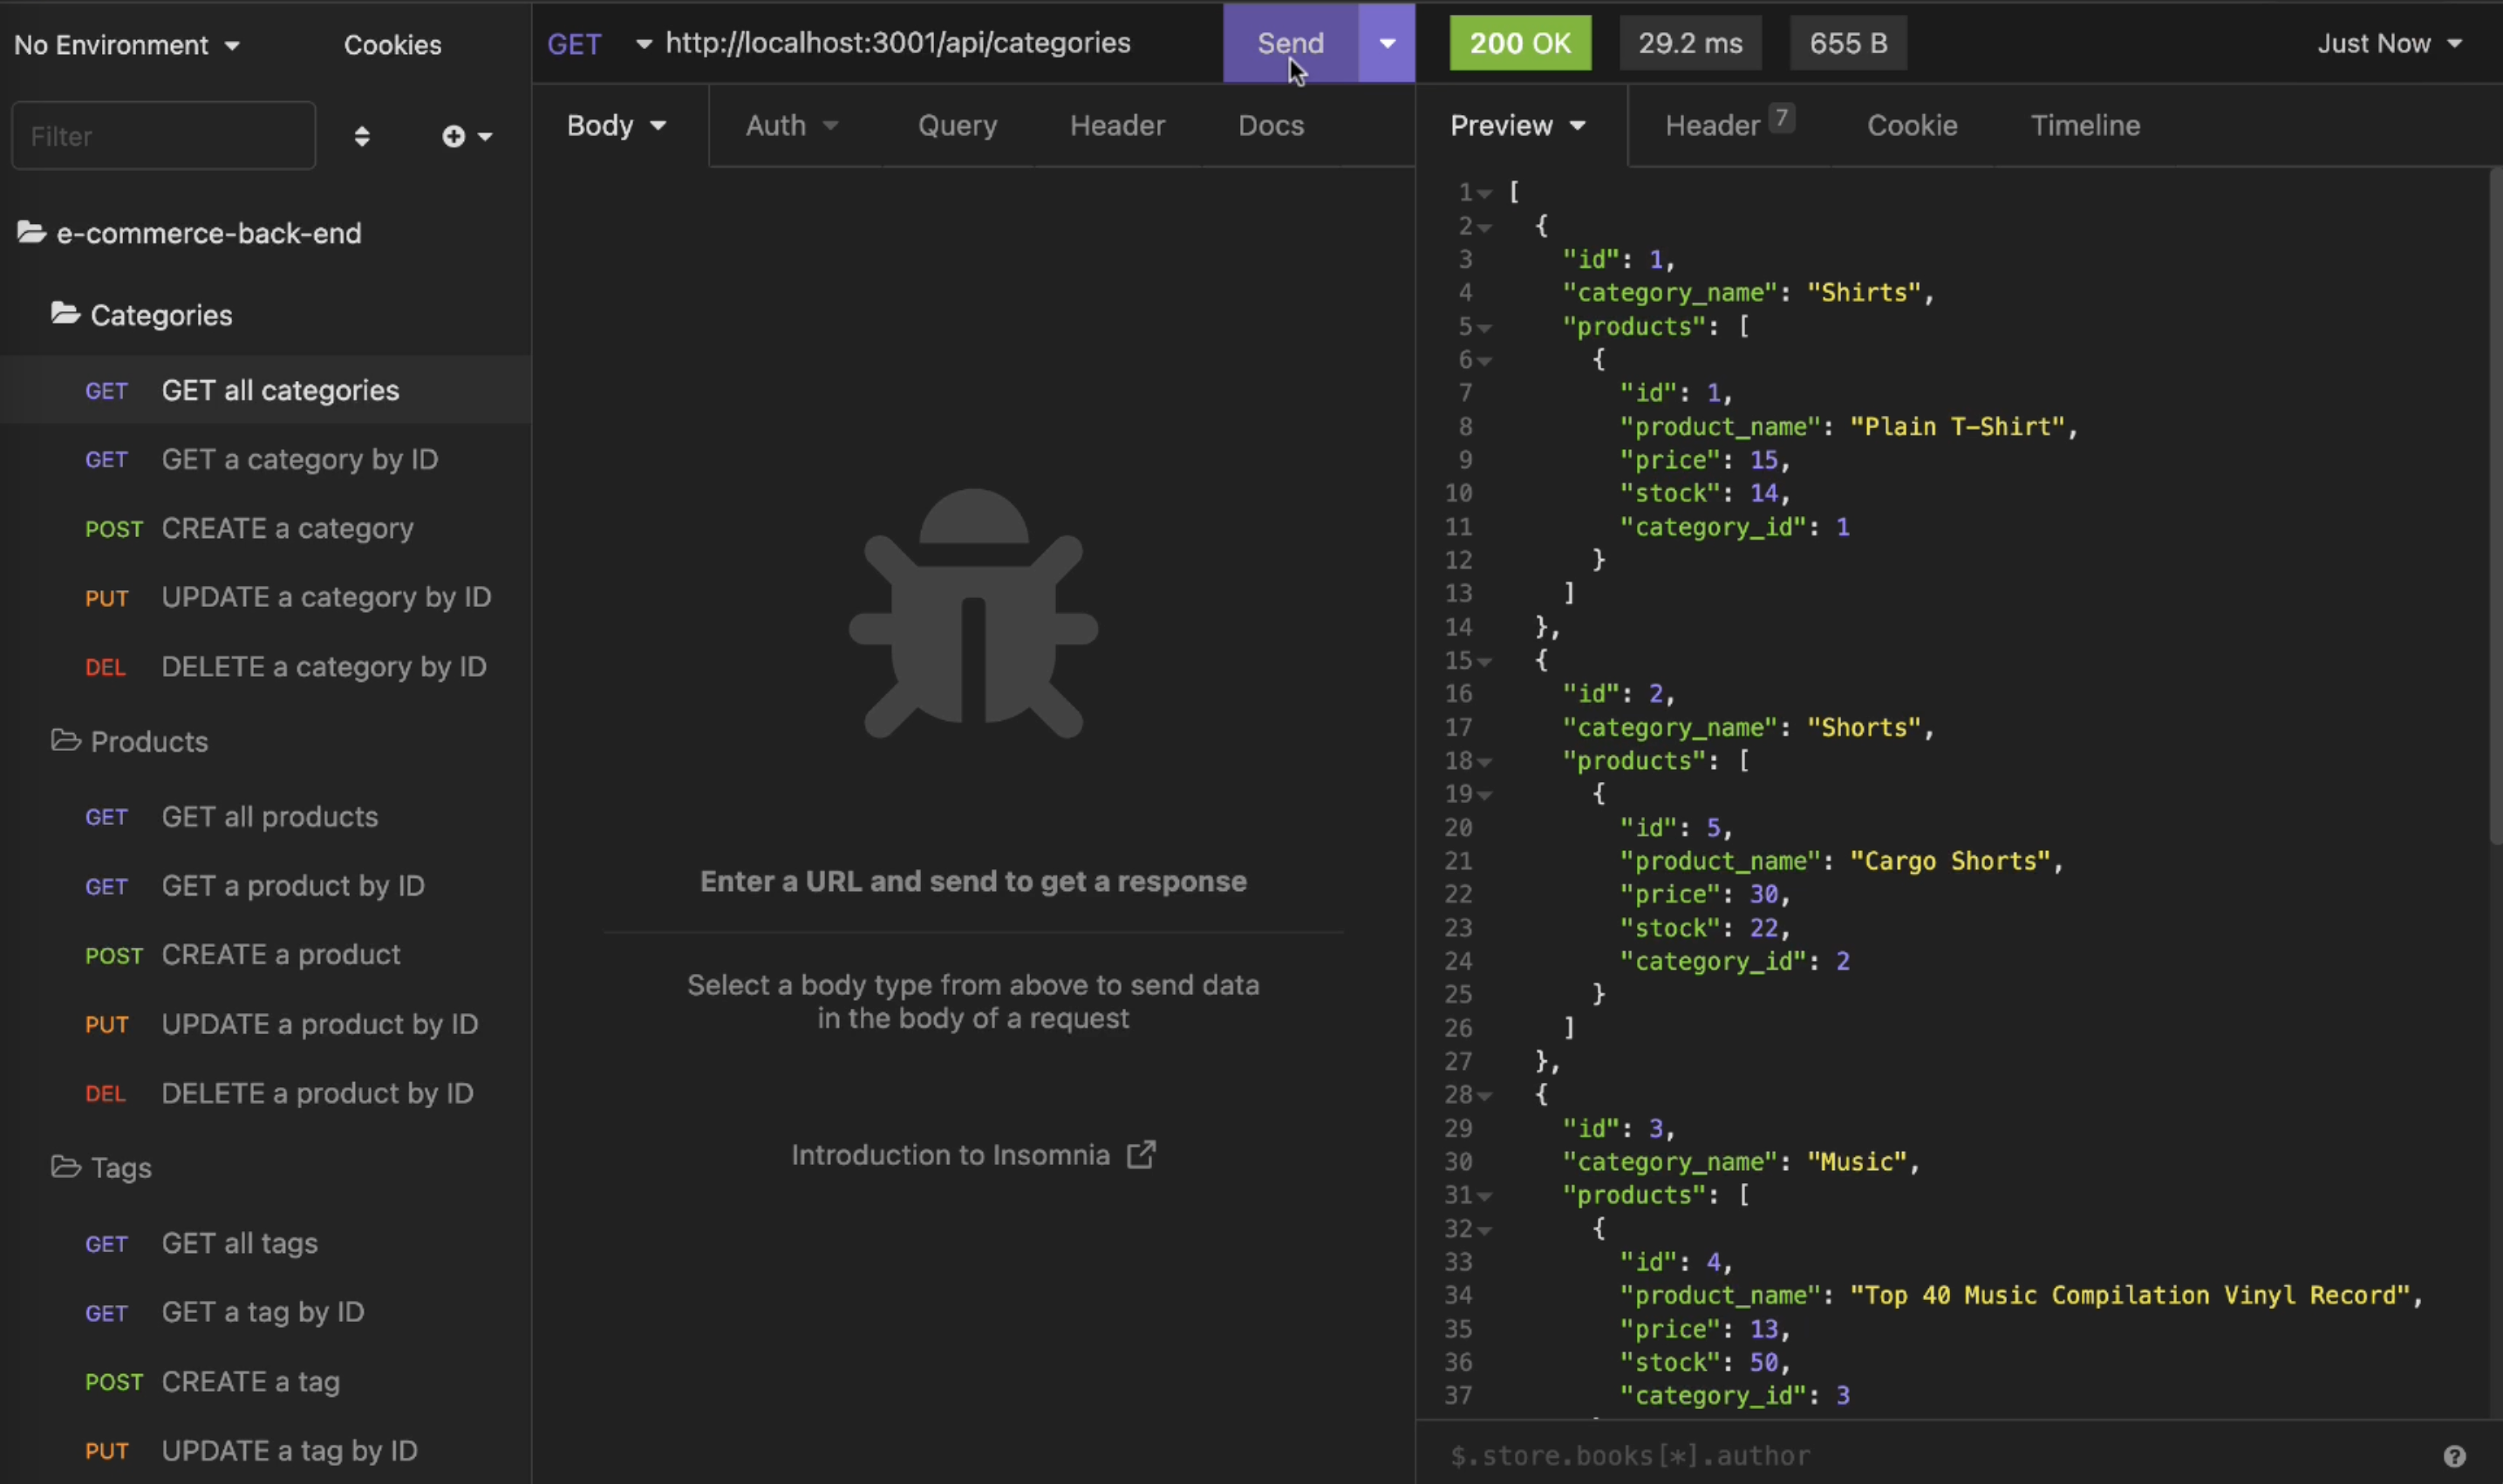 No Environment
Cookies
Filter
e-commerce-back-end
Categories
GET GET all categories
GET GET a category by ID
POST CREATE a category
PUT UPDATE a category by ID
DEL DELETE a category by ID
Products
GET GET all products
GET GET a product by ID
POST CREATE a product
PUT UPDATE a product by ID
DEL DELETE a product by ID
Tags
GET GET all tags
GET GET a tag by ID
POST CREATE a tag
PUT UPDATE a tag by ID
GET http://localhost:3001/api/categories Send
Body Auth Query Header Docs
Enter a URL and send to get a response
Select a body type from above to send data
in the body of a request
Introduction to Insomnia
200 OK 29.2 ms 655 B Just Now
Preview Header 7 Cookie Timeline
1 [
2 {
3 "id": 1,
4 "category_name": "Shirts",
5 "products": [
6 {
7 "id": 1,
8 "product_name": "Plain T-Shirt",
9 "price": 15,
10 "stock": 14,
11 "category_id": 1
12 }
13 ]
14 },
15 {
16 "id": 2,
17 "category_name": "Shorts",
18 "products": [
19 {
20 "id": 5,
21 "product_name": "Cargo Shorts",
22 "price": 30,
23 "stock": 22,
24 "category_id": 2
25 }
26 ]
27 },
28 {
29 "id": 3,
30 "category_name": "Music",
31 "products": [
32 {
33 "id": 4,
34 "product_name": "Top 40 Music Compilation Vinyl Record",
35 "price": 13,
36 "stock": 50,
37 "category_id": 3
$.store.books[*].author